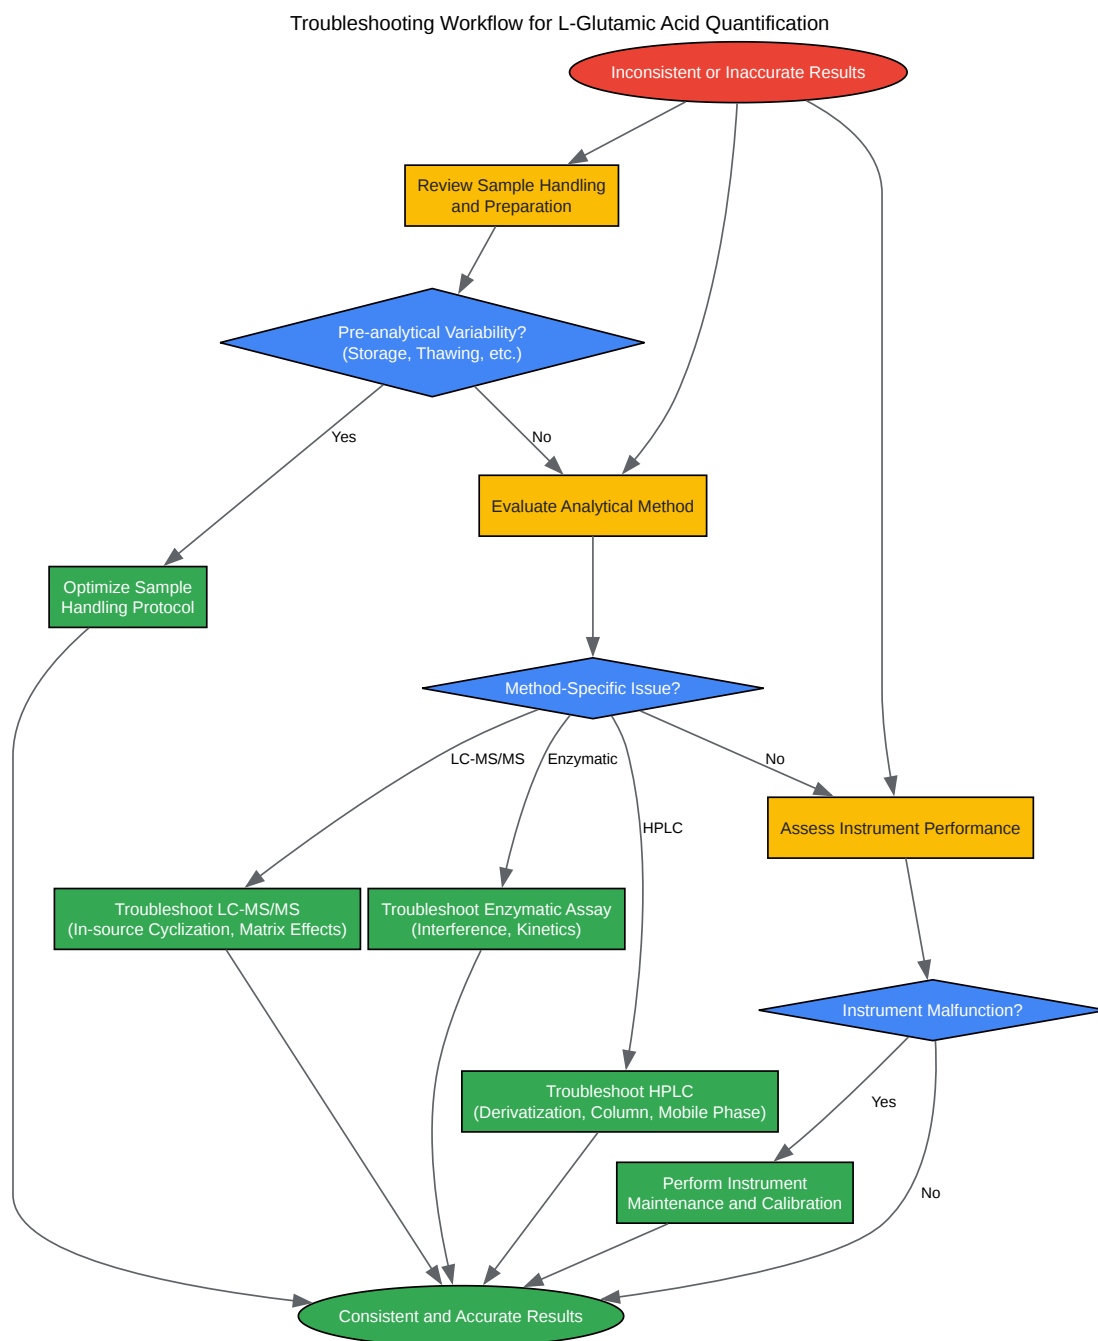 Troubleshooting Workflow for L-Glutamic Acid Quantification
Inconsistent or Inaccurate Results
Review Sample Handling
and Preparation
Pre-analytical Variability?
(Storage, Thawing, etc.)
Yes
No
Evaluate Analytical Method
Optimize Sample
Handling Protocol
Method-Specific Issue?
LC-MS/MS
Enzymatic
No
HPLC
Assess Instrument Performance
Troubleshoot LC-MS/MS
(In-source Cyclization, Matrix Effects)
Troubleshoot Enzymatic Assay
(Interference, Kinetics)
Instrument Malfunction?
Troubleshoot HPLC
(Derivatization, Column, Mobile Phase)
Yes
Perform Instrument
Maintenance and Calibration
No
Consistent and Accurate Results